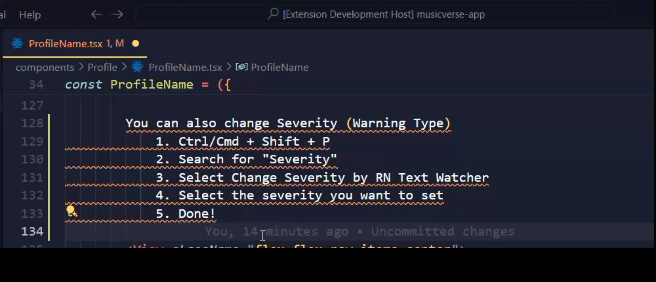 Help
[Extension Development Host] musicverse-app
ProfileName.tsx 1, M
components > Profile > ProfileName.tsx > ProfileName
34 const ProfileName = ({
127
128 You can also change Severity (Warning Type)
129 1. Ctrl/Cmd + Shift + P
130 2. Search for "Severity"
131 3. Select Change Severity by RN Text Watcher
132 4. Select the severity you want to set
133 5. Done!
134 You, 14 minutes ago • Uncommitted changes